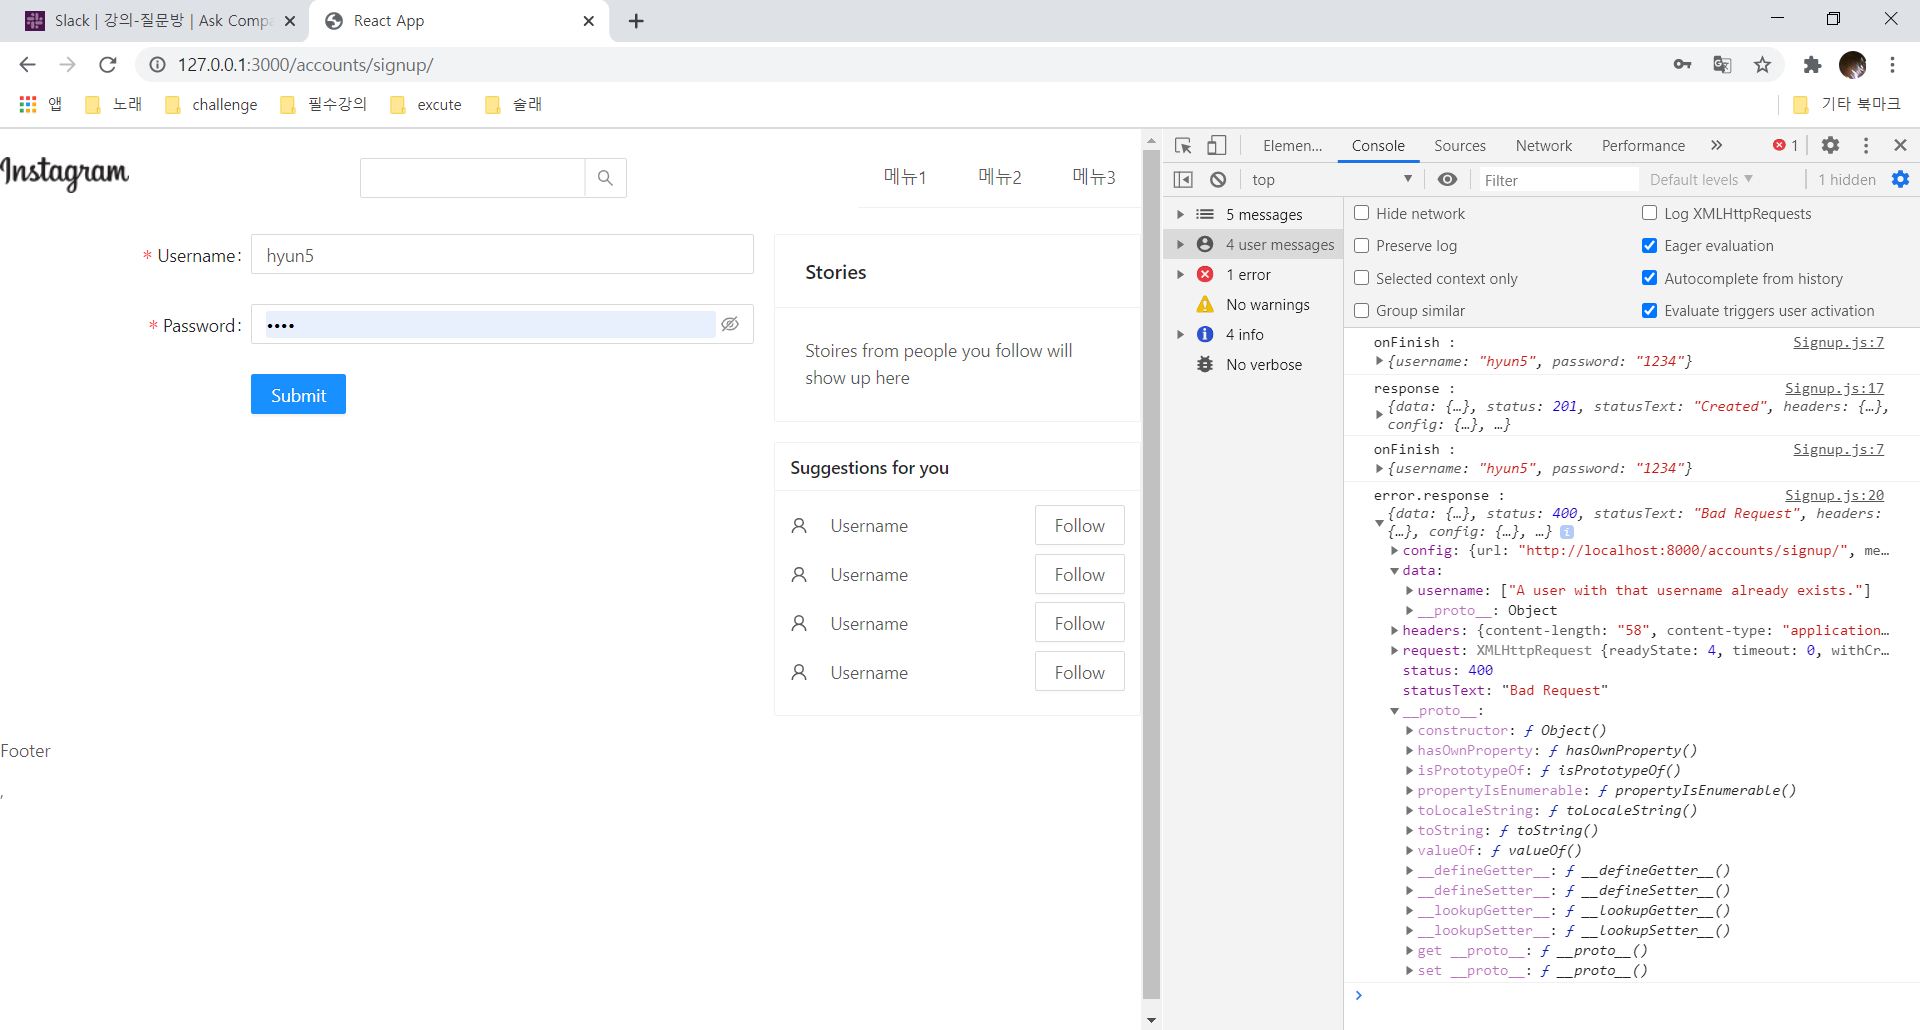 Slack | 강의-질문방 | Ask Compa
React App
127.0.0.1:3000/accounts/signup/
앱
노래
challenge
필수강의
excute
술래
기타 북마크
Instagram
메뉴1
메뉴2
메뉴3
* Username:
hyun5
* Password:
••••
Submit
Stories
Stoires from people you follow will
show up here
Suggestions for you
Username
Follow
Username
Follow
Username
Follow
Username
Follow
Footer
,
Elemen...
Console
Sources
Network
Performance
1
top
Filter
Default levels
1 hidden
5 messages
4 user messages
1 error
No warnings
4 info
No verbose
Hide network
Log XMLHttpRequests
Preserve log
Eager evaluation
Selected context only
Autocomplete from history
Group similar
Evaluate triggers user activation
onFinish :
Signup.js:7
{username: "hyun5", password: "1234"}
response :
Signup.js:17
{data: {…}, status: 201, statusText: "Created", headers: {…},
config: {…}, …}
onFinish :
Signup.js:7
{username: "hyun5", password: "1234"}
error.response :
Signup.js:20
{data: {…}, status: 400, statusText: "Bad Request", headers:
{…}, config: {…}, …} i
config: {url: "http://localhost:8000/accounts/signup/", me…
data:
username: ["A user with that username already exists."]
__proto__: Object
headers: {content-length: "58", content-type: "application…
request: XMLHttpRequest {readyState: 4, timeout: 0, withCr…
status: 400
statusText: "Bad Request"
__proto__:
constructor: ƒ Object()
hasOwnProperty: ƒ hasOwnProperty()
isPrototypeOf: ƒ isPrototypeOf()
propertyIsEnumerable: ƒ propertyIsEnumerable()
toLocaleString: ƒ toLocaleString()
toString: ƒ toString()
valueOf: ƒ valueOf()
__defineGetter__: ƒ __defineGetter__()
__defineSetter__: ƒ __defineSetter__()
__lookupGetter__: ƒ __lookupGetter__()
__lookupSetter__: ƒ __lookupSetter__()
get __proto__: ƒ __proto__()
set __proto__: ƒ __proto__()